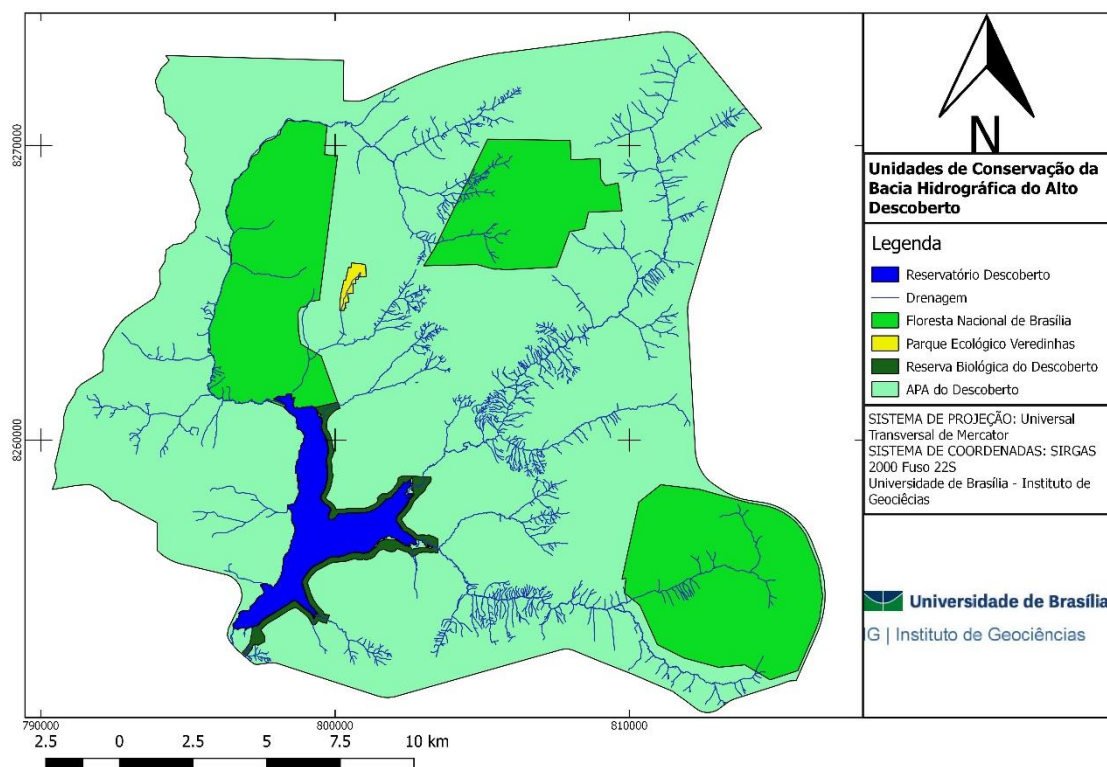 N
Unidades de Conservação da
Bacia Hidrográfica do Alto
Descoberto
Legenda
Reservatório Descoberto
Drenagem
Floresta Nacional de Brasília
Parque Ecológico Veredinhas
Reserva Biológica do Descoberto
APA do Descoberto
SISTEMA DE PROJEÇÃO: Universal
Transversal de Mercator
SISTEMA DE COORDENADAS: SIRGAS
2000 Fuso 22S
Universidade de Brasília - Instituto de
Geociêcias
Universidade de Brasília
IG | Instituto de Geociências
8270000
8260000
790000 800000 810000
2.5 0 2.5 5 7.5 10 km